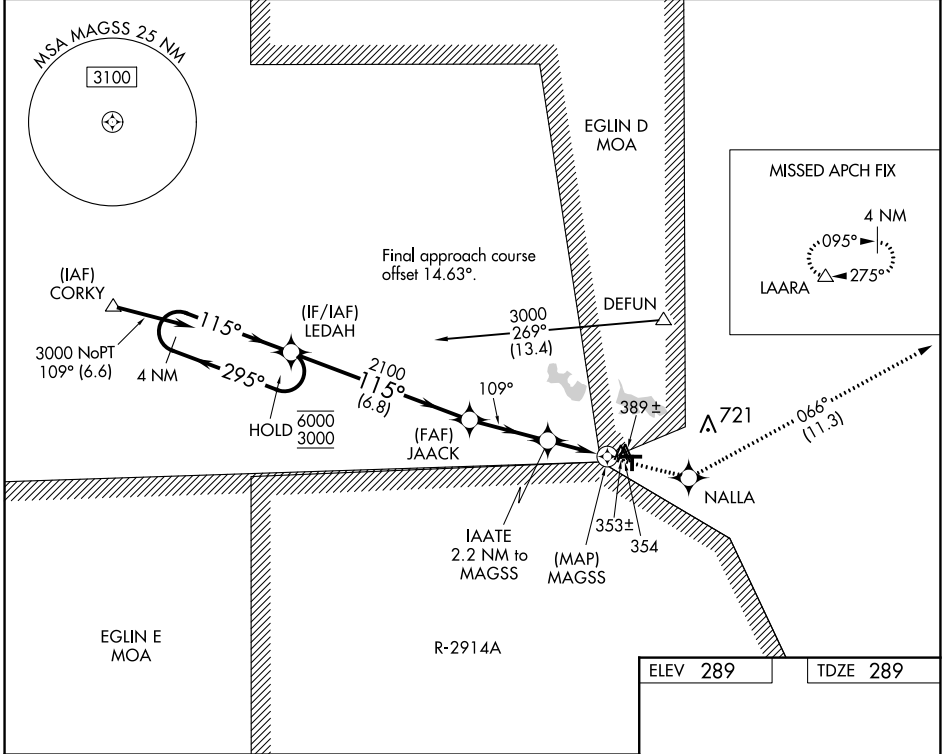 MSA MAGSS 25 NM
3100
EGLIN D
MOA
MISSED APCH FIX
4 NM
095°
275°
LAARA
Final approach course
offset 14.63°.
(IAF)
CORKY
3000 NoPT
109° (6.6)
4 NM
115°
295°
(IF/IAF)
LEDAH
HOLD
6000
3000
2100
115°
(6.8)
DEFUN
3000
269°
(13.4)
109°
(FAF)
JAACK
389±
721
066°
(11.3)
NALLA
IAATE
2.2 NM to
MAGSS
(MAP)
MAGSS
353±
354
EGLIN E
MOA
R-2914A
ELEV 289
TDZE 289